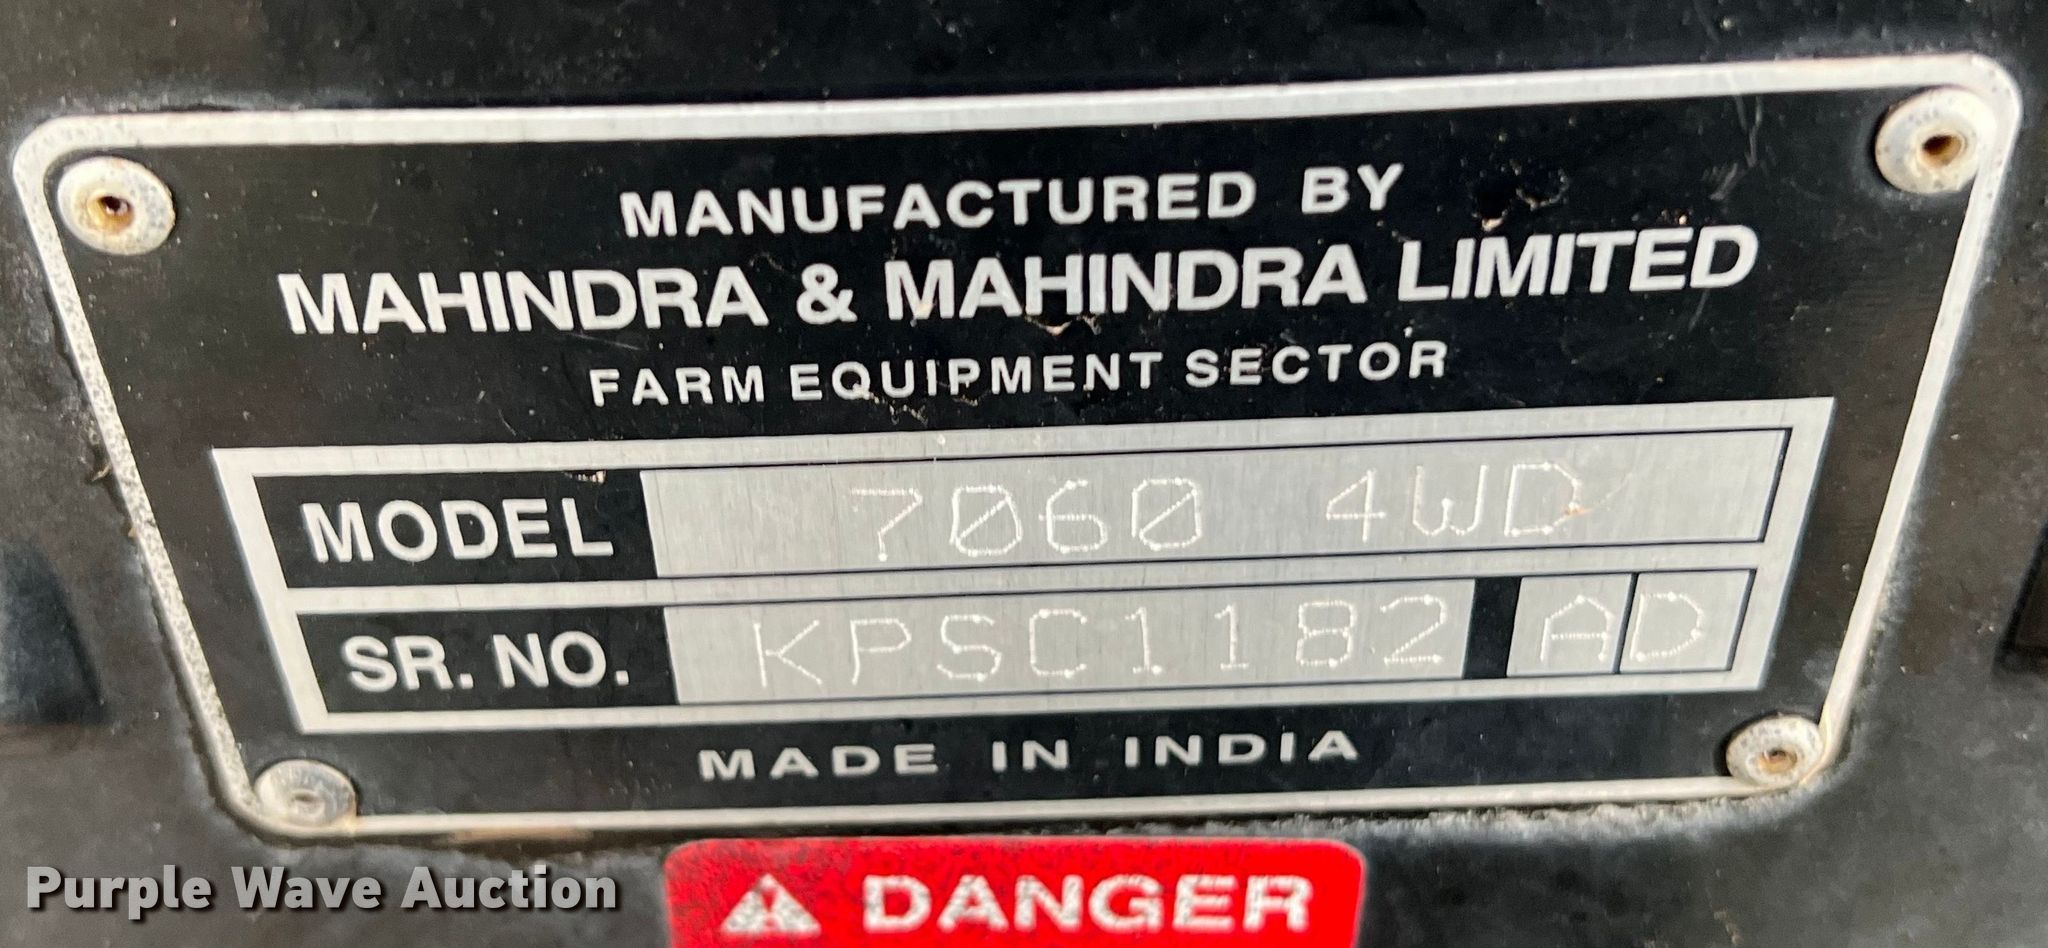 MANUFACTURED BY
MAHINDRA & MAHINDRA LIMITED
FARM EQUIPMENT SECTOR
MODEL 7060 4WD
SR. NO. KPSC1182 AD
MADE IN INDIA
DANGER
Purple Wave Auction